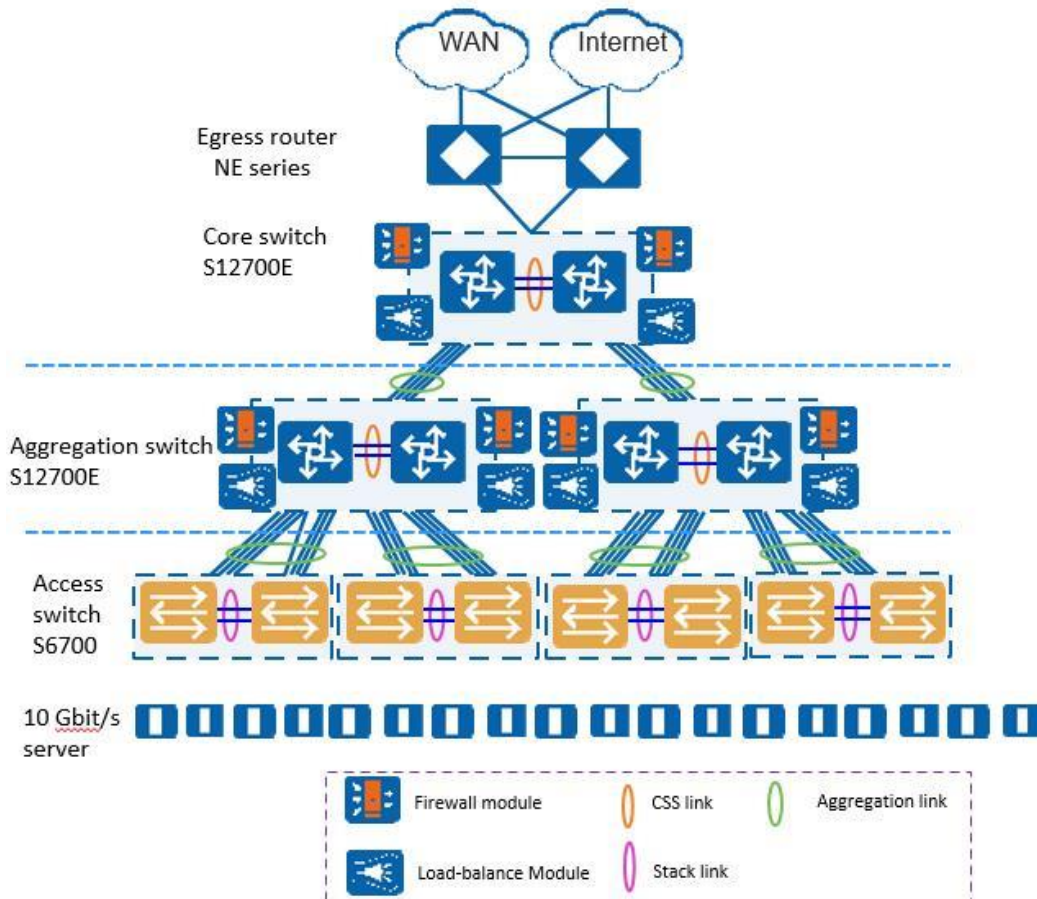 WAN
Internet
Egress router
NE series
Core switch
S12700E
Aggregation switch
S12700E
Access
switch
S6700
10 Gbit/s
server
Firewall module
CSS link
Aggregation link
Load-balance Module
Stack link